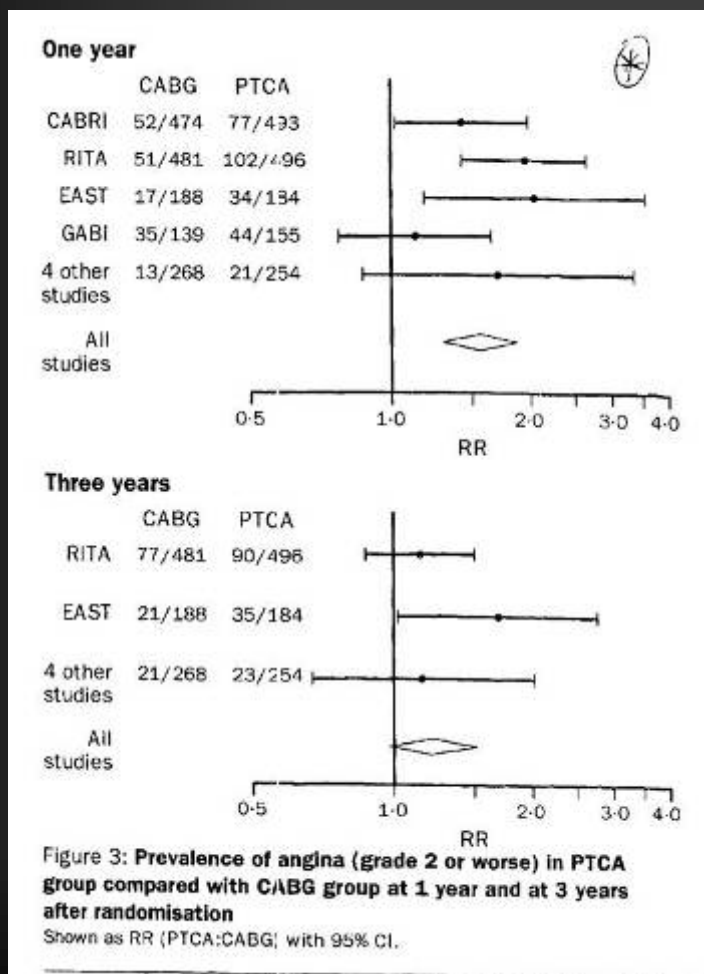 One year
CABG PTCA
CABRI 52/474 77/493
RITA 51/481 102/496
EAST 17/188 34/184
GABI 35/139 44/155
4 other studies 13/268 21/254
All studies
0·5 1·0 2·0 3·0 4·0
RR
Three years
CABG PTCA
RITA 77/481 90/496
EAST 21/188 35/184
4 other studies 21/268 23/254
All studies
0·5 1·0 2·0 3·0 4·0
RR
Figure 3: Prevalence of angina (grade 2 or worse) in PTCA
group compared with CABG group at 1 year and at 3 years
after randomisation
Shown as RR (PTCA:CABG) with 95% CI.